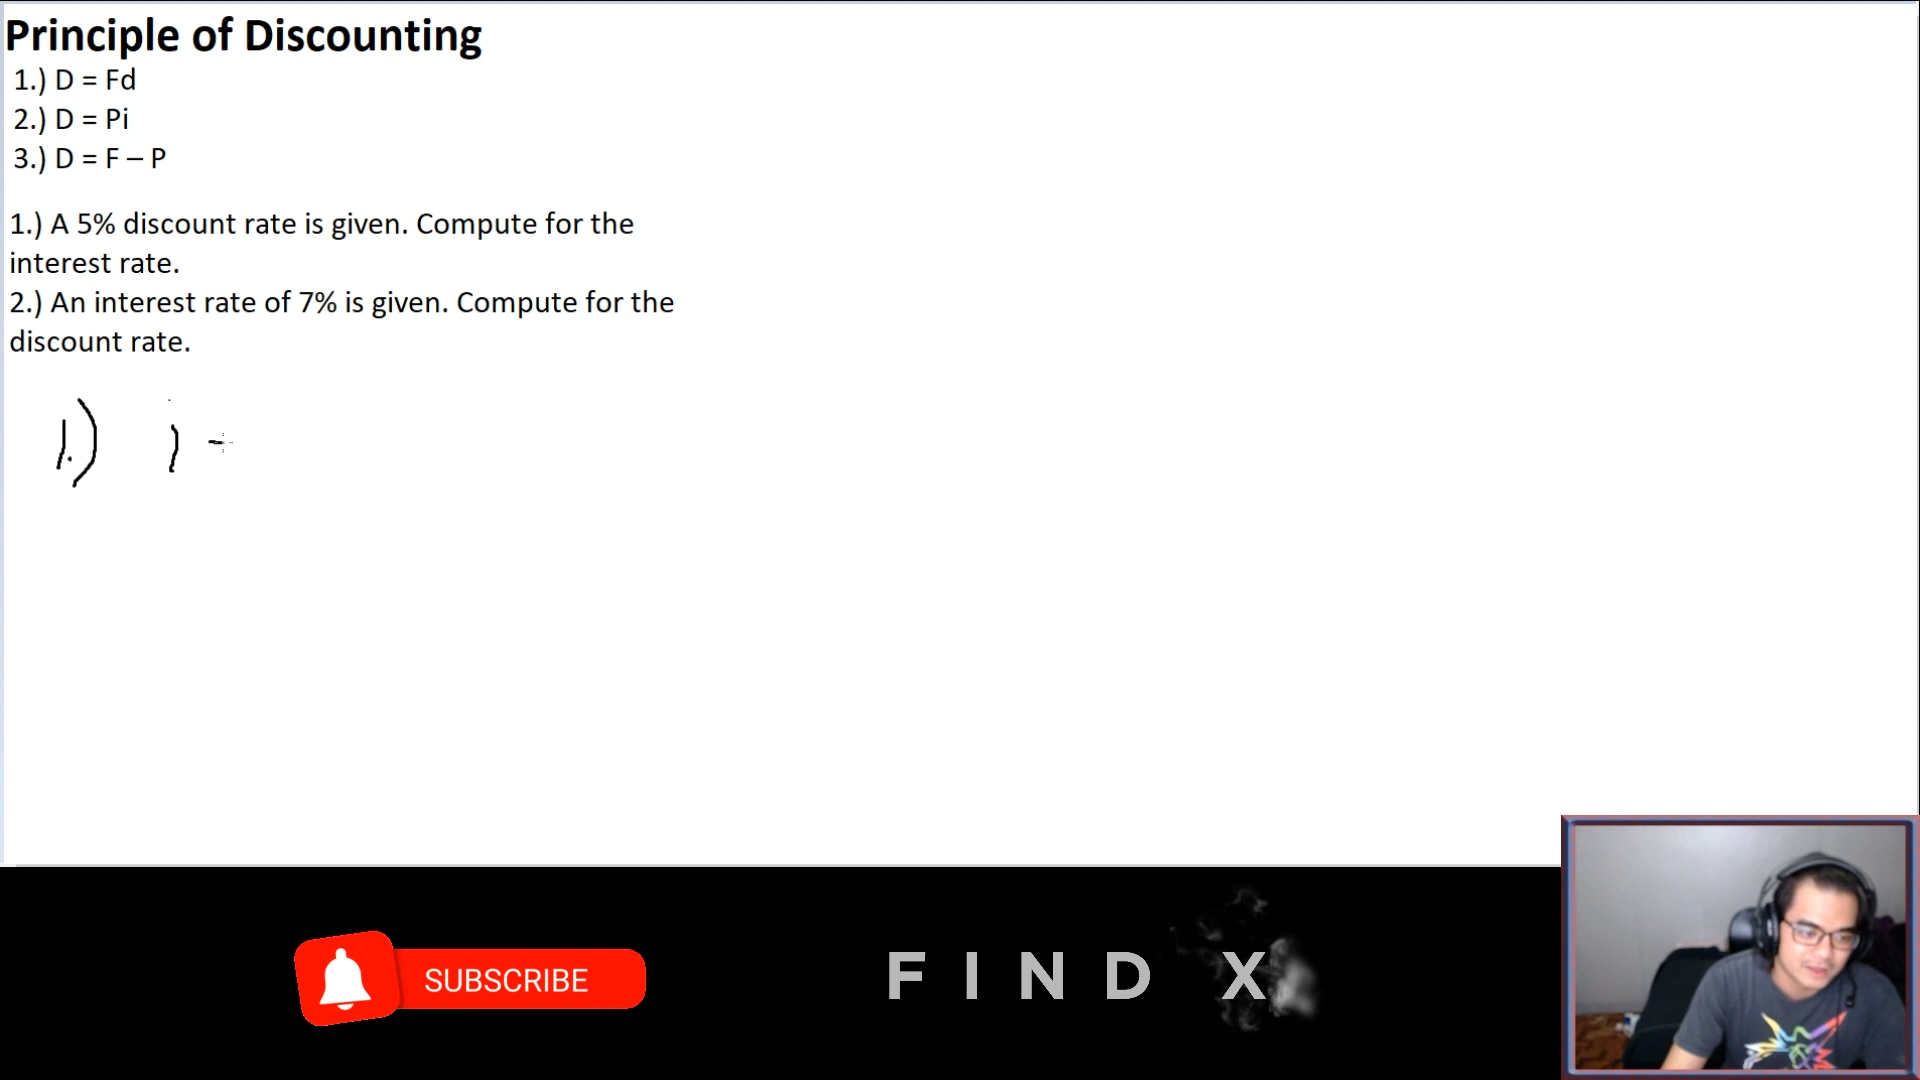 Principle of Discounting
1.) D = Fd
2.) D = Pi
3.) D = F – P
1.) A 5% discount rate is given. Compute for the
interest rate.
2.) An interest rate of 7% is given. Compute for the
discount rate.
1.) i -
SUBSCRIBE
FIND X